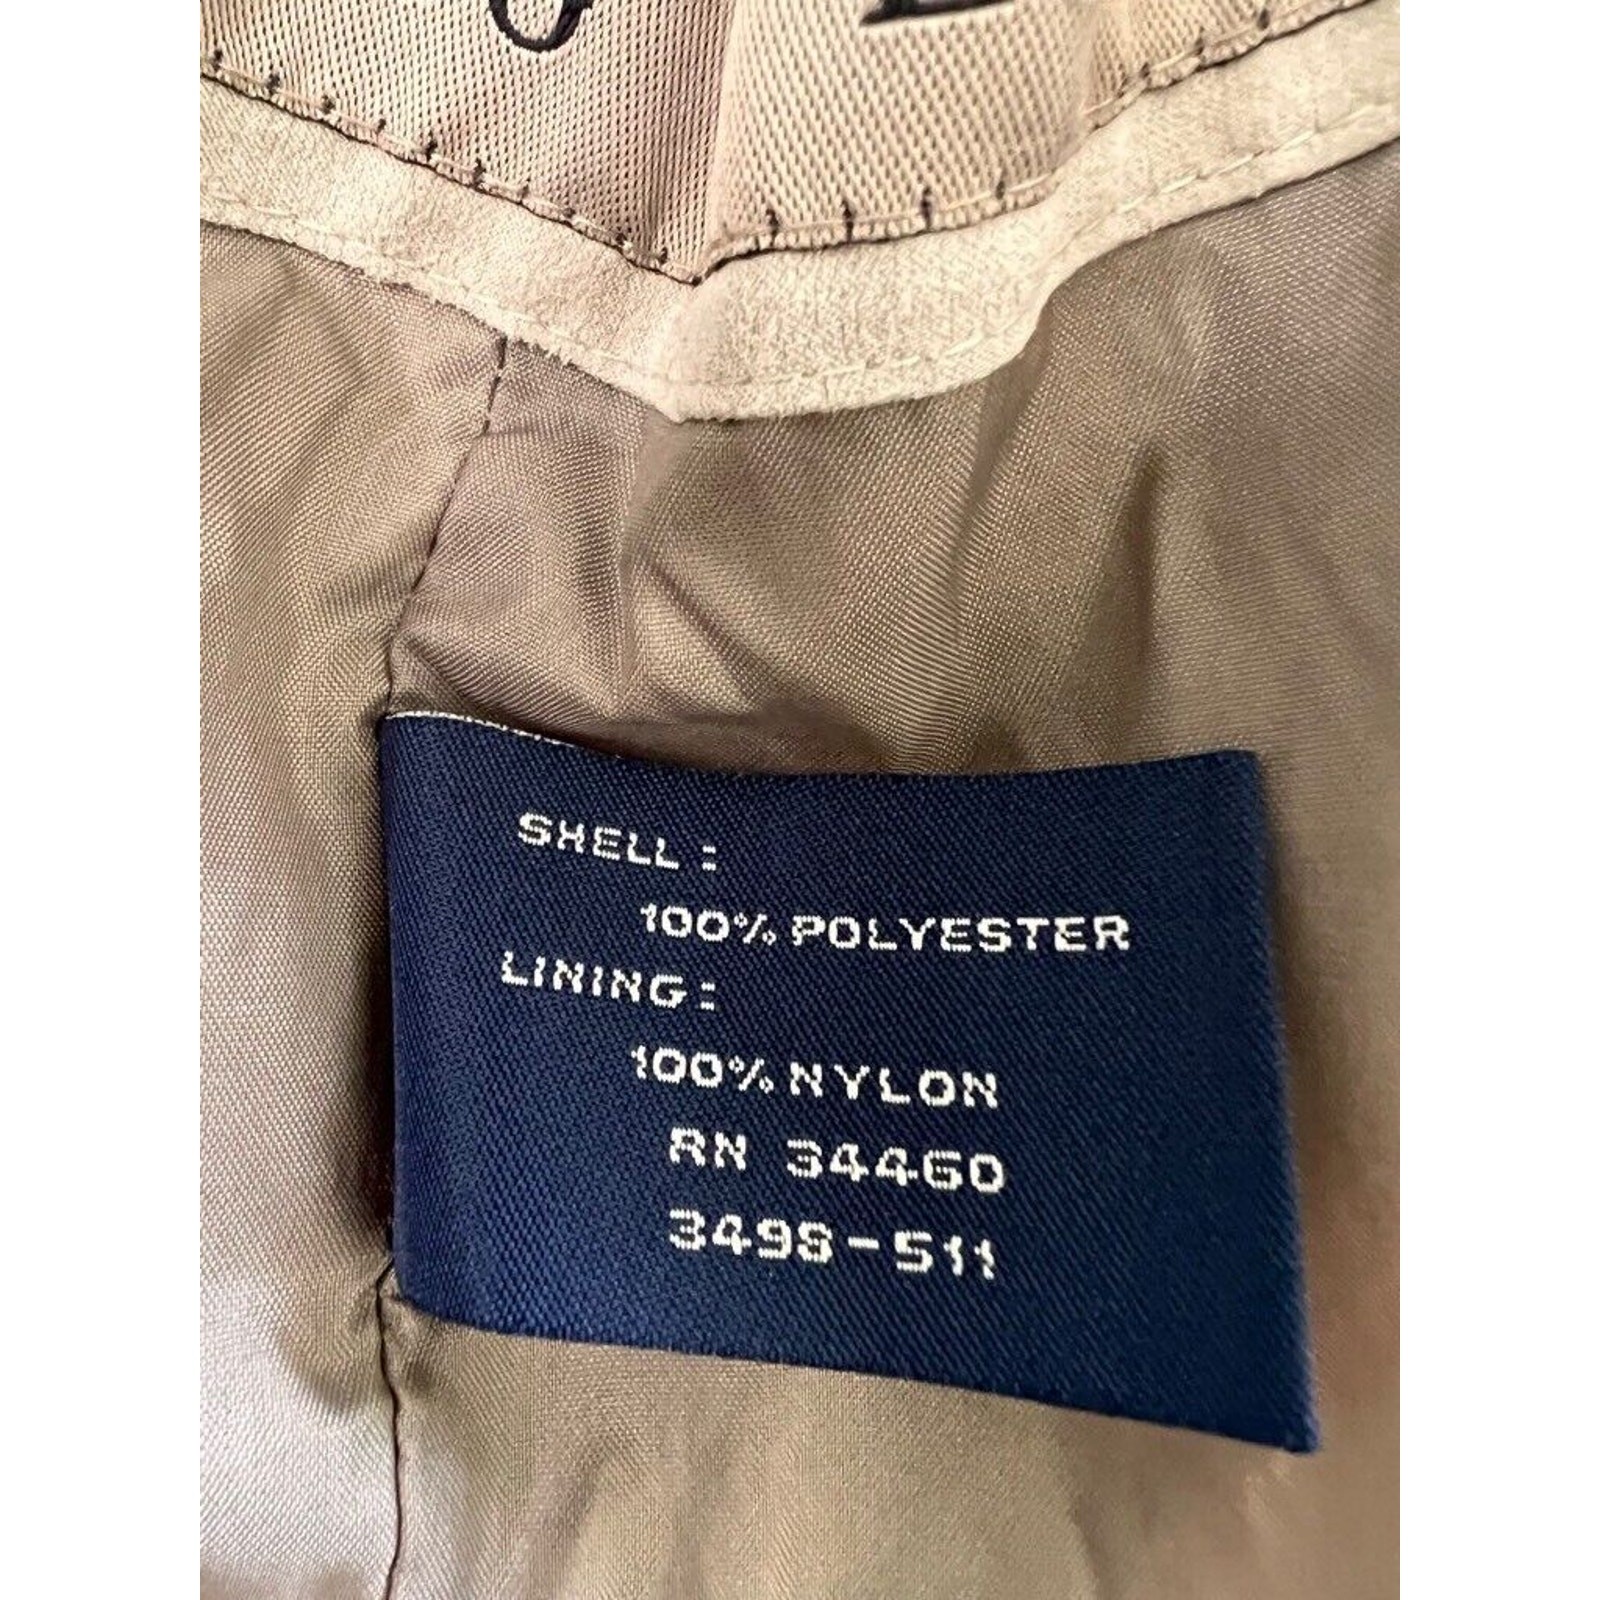 SHELL:
100% POLYESTER
LINING:
100% NYLON
RN 34460
3498-511